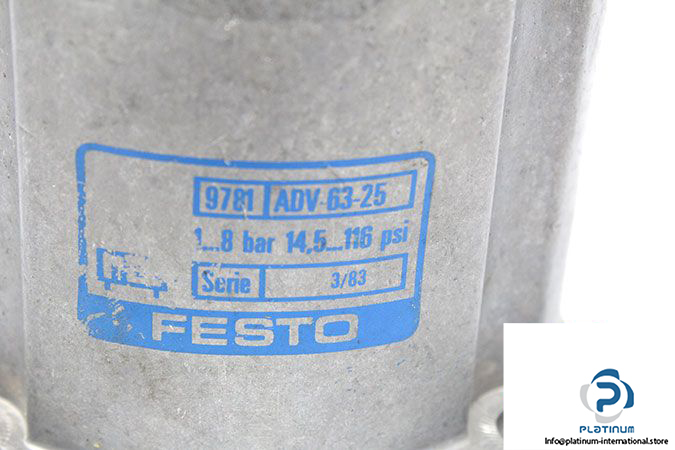 9781 ADV-63-25
1...8 bar 14,5...116 psi
Serie 3/83
FESTO
P
PLATINUM
Info@platinum-international.store